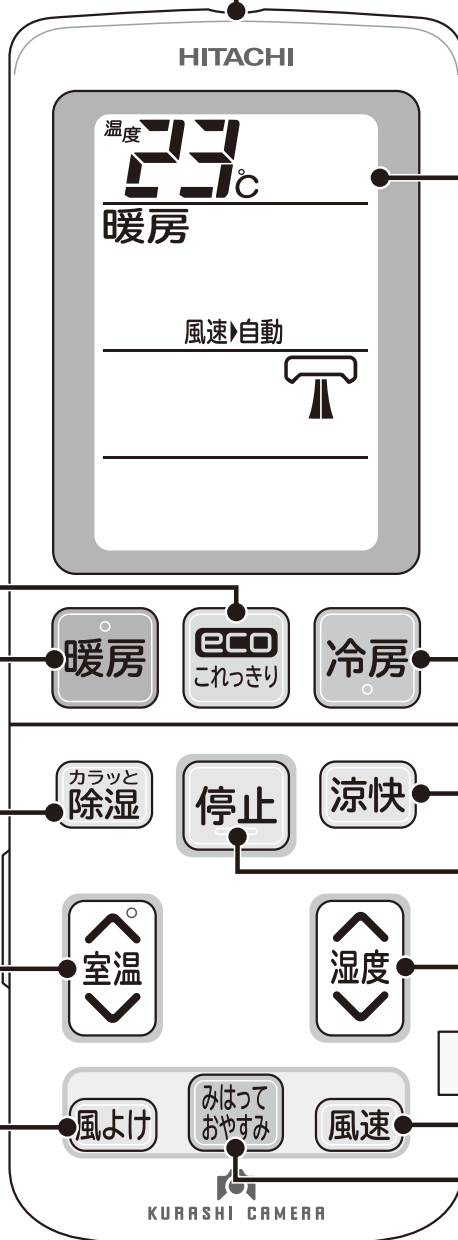 HITACHI
温度 23℃
暖房
風速▶自動
暖房
eco
これっきり
冷房
カラッと
除湿
停止
涼快
室温
湿度
風よけ
みはって
おやすみ
風速
KURASHI CAMERA